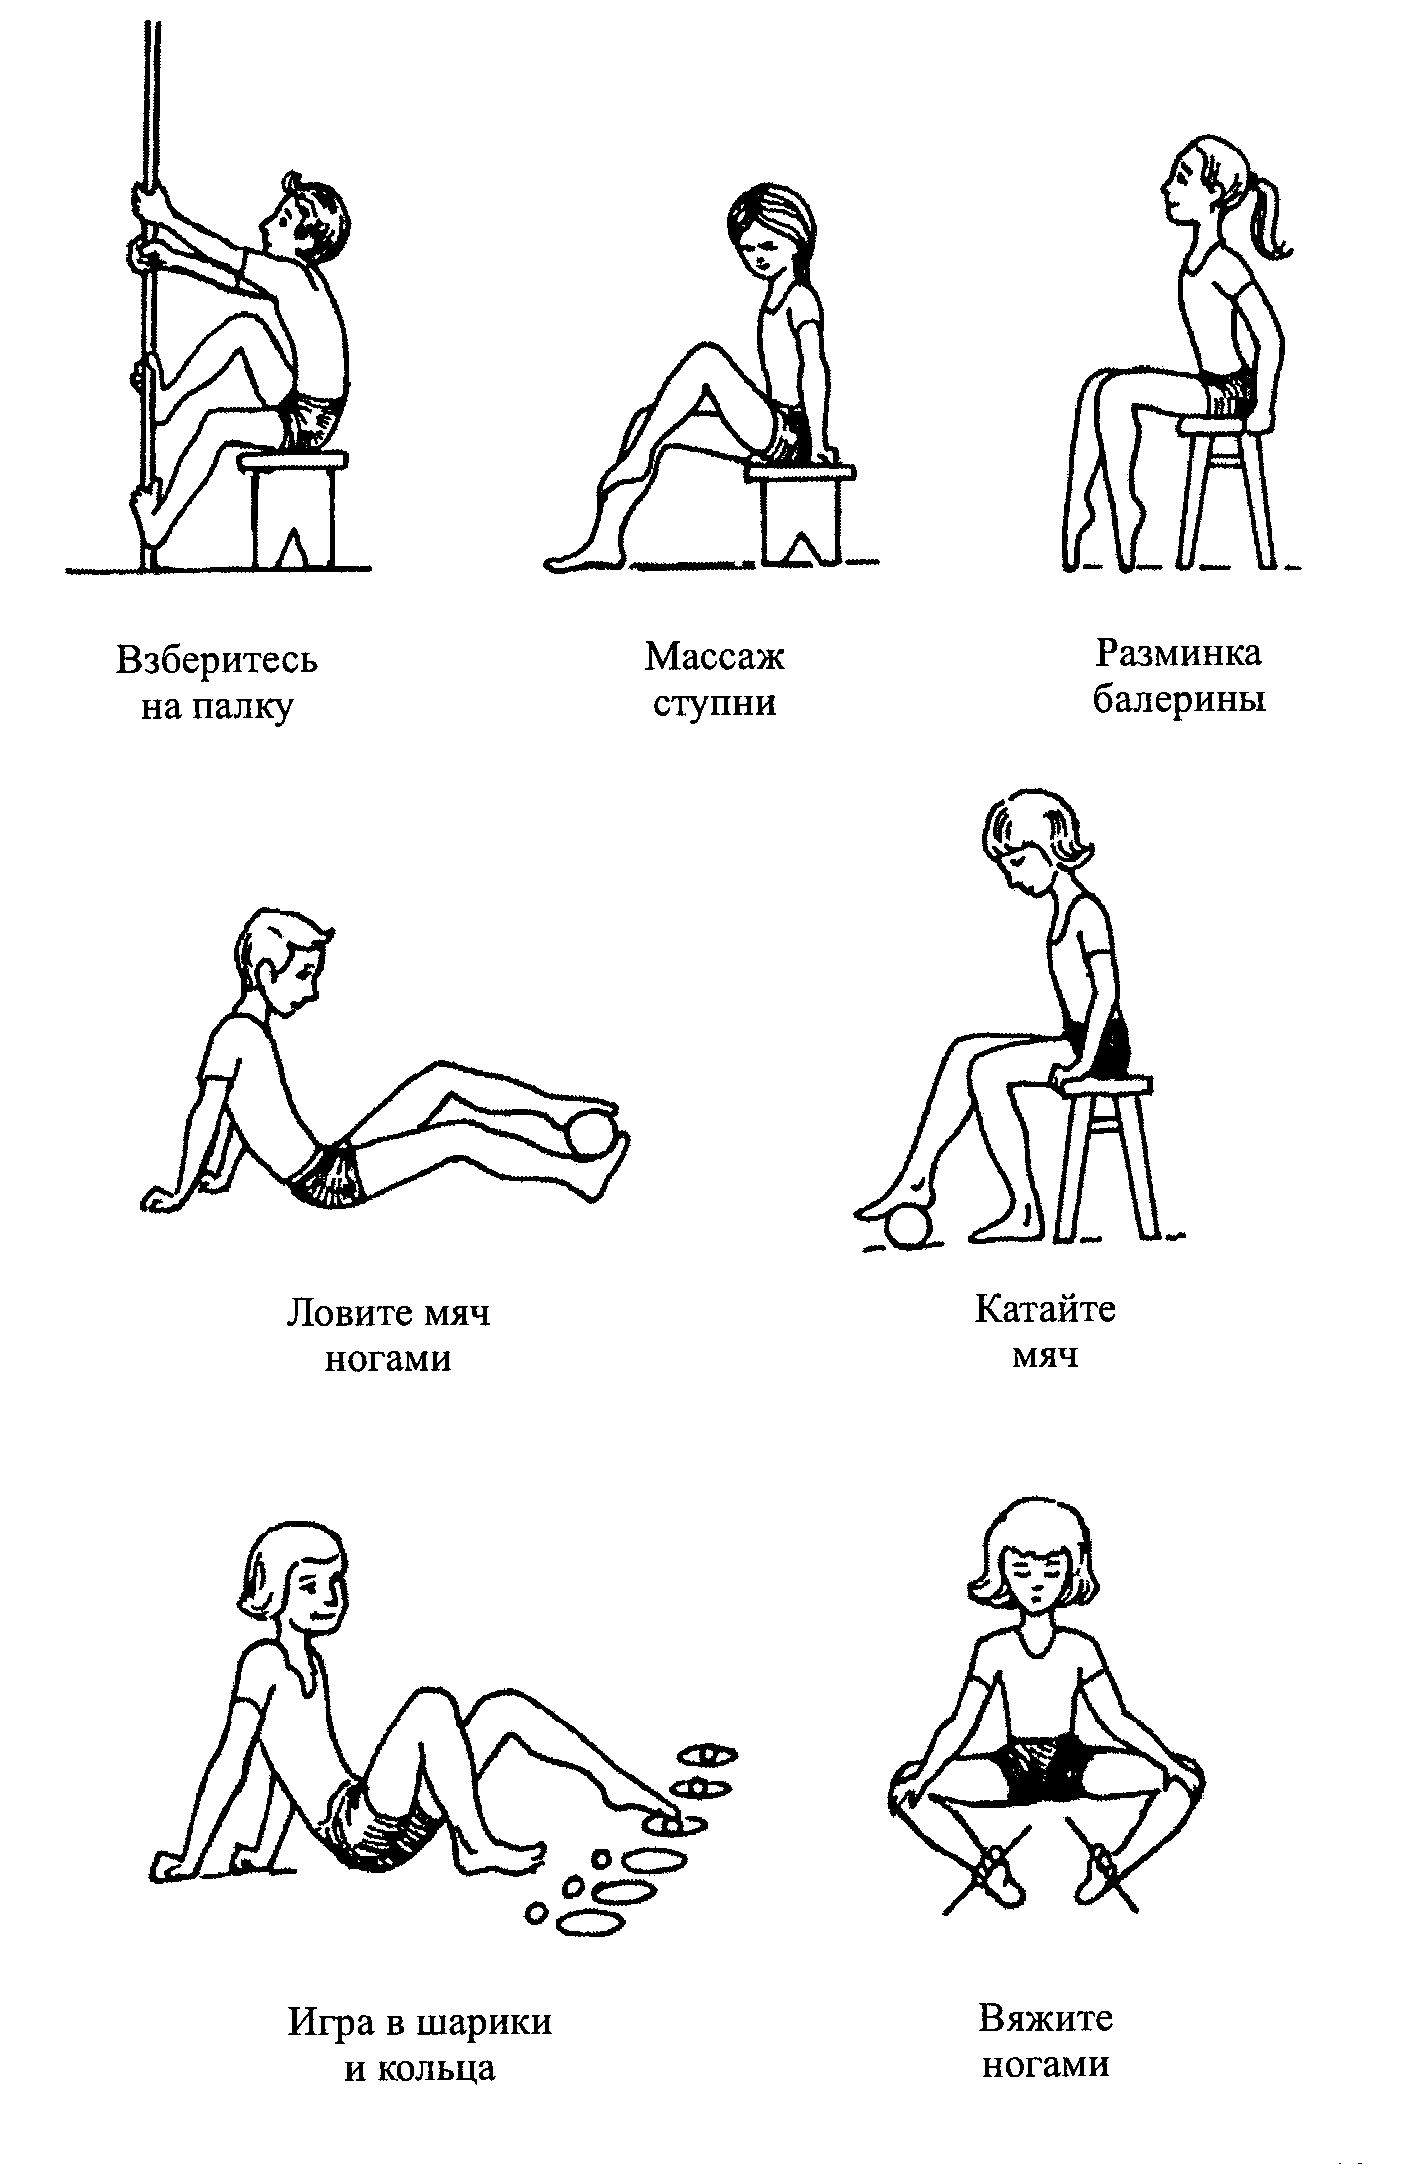 Взберитесь
на палку
Массаж
ступни
Разминка
балерины
Ловите мяч
ногами
Катайте
мяч
Игра в шарики
и кольца
Вяжите
ногами